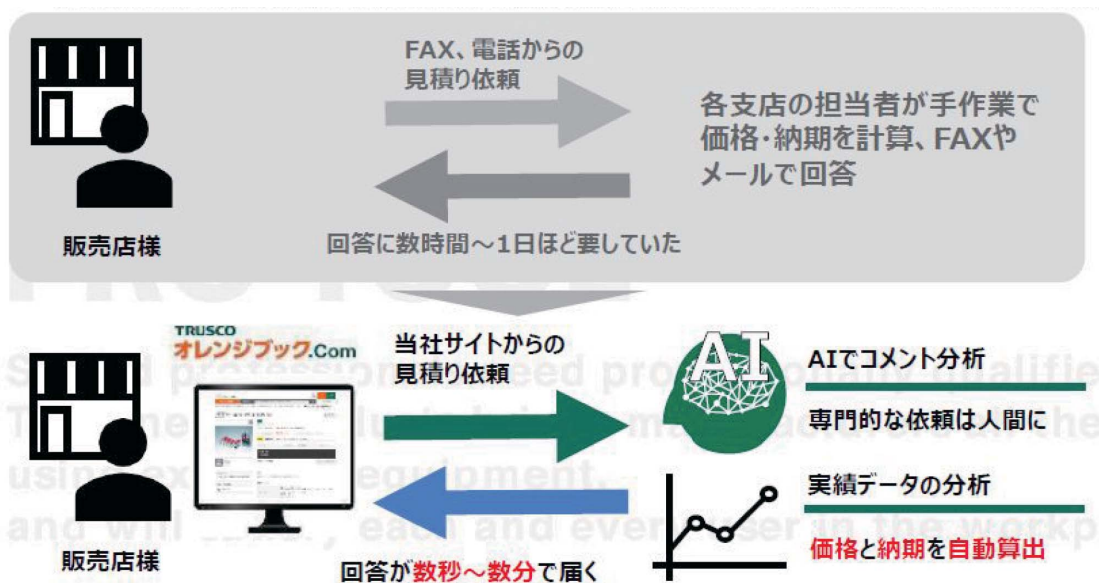 FAX、電話からの
見積り依頼
各支店の担当者が手作業で
価格・納期を計算、FAXや
メールで回答
回答に数時間～1日ほど要していた
販売店様
TRUSCO
オレンジブック.Com
当社サイトからの
見積り依頼
AI
AIでコメント分析
専門的な依頼は人間に
実績データの分析
価格と納期を自動算出
回答が数秒～数分で届く
販売店様